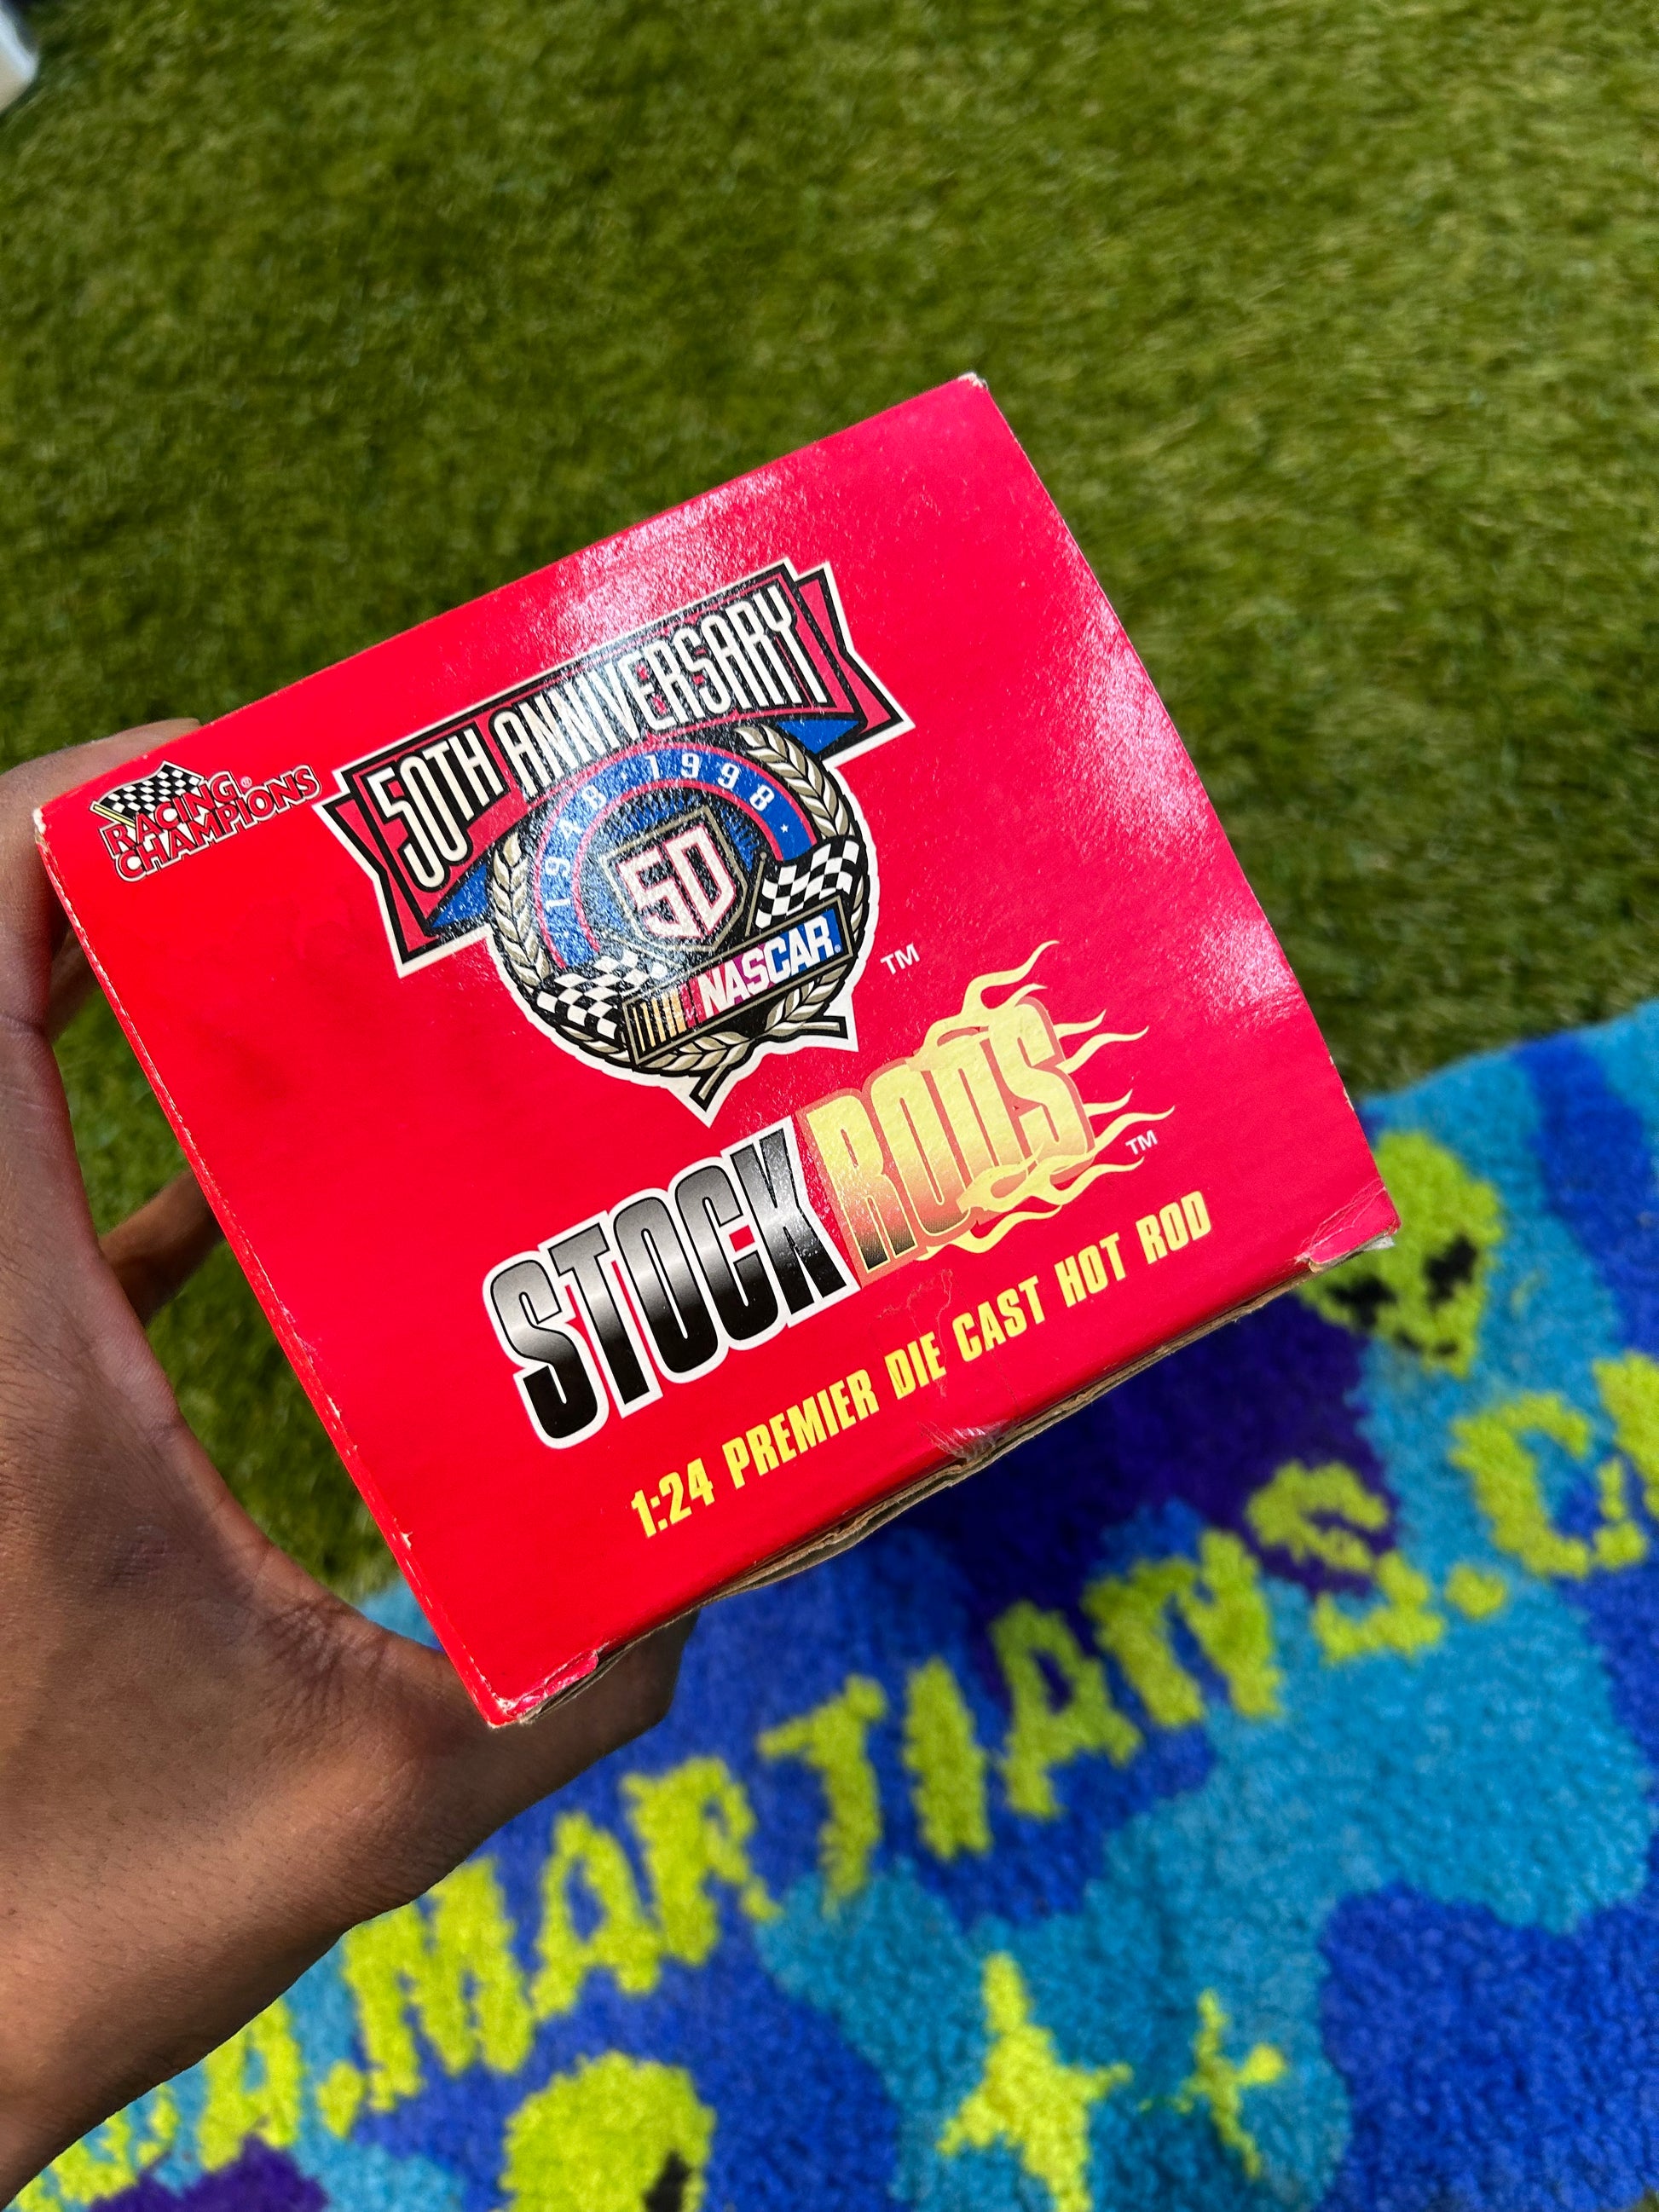 RACING®
CHAMPIONS
50TH ANNIVERSARY
1948 · 1998
50
NASCAR®
TM
STOCK RODS
TM
1:24 PREMIER DIE CAST HOT ROD
A.MARTIANS.C